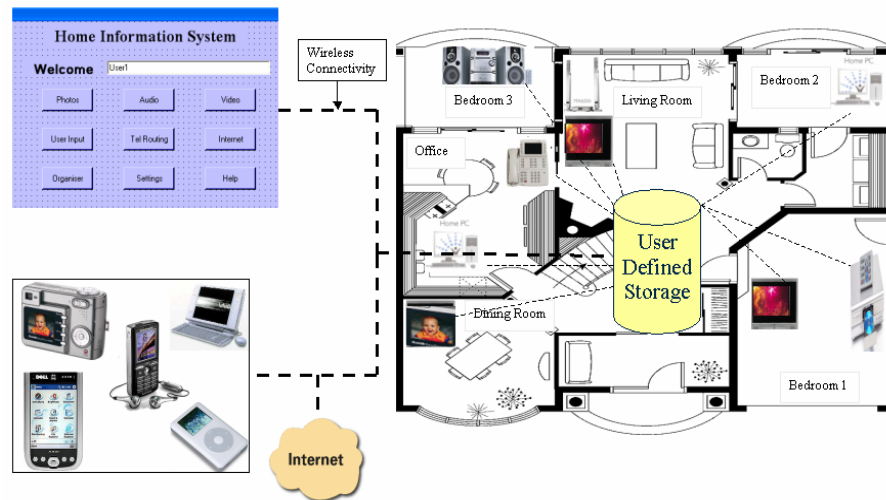 Home Information System
Welcome
User1
Photos
Audio
Video
User Input
Tel Routing
Internet
Organiser
Settings
Help
Wireless
Connectivity
Bedroom 3
Living Room
Home PC
Bedroom 2
Office
Home PC
User
Defined
Storage
Dining Room
Bedroom 1
DELL
Internet